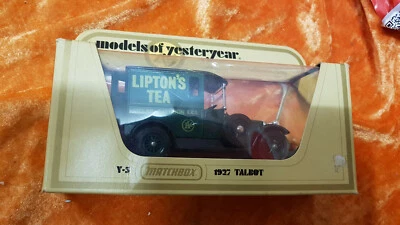 models of yesteryear
LIPTON'S
TEA
Y-5 MATCHBOX 1927 TALBOT